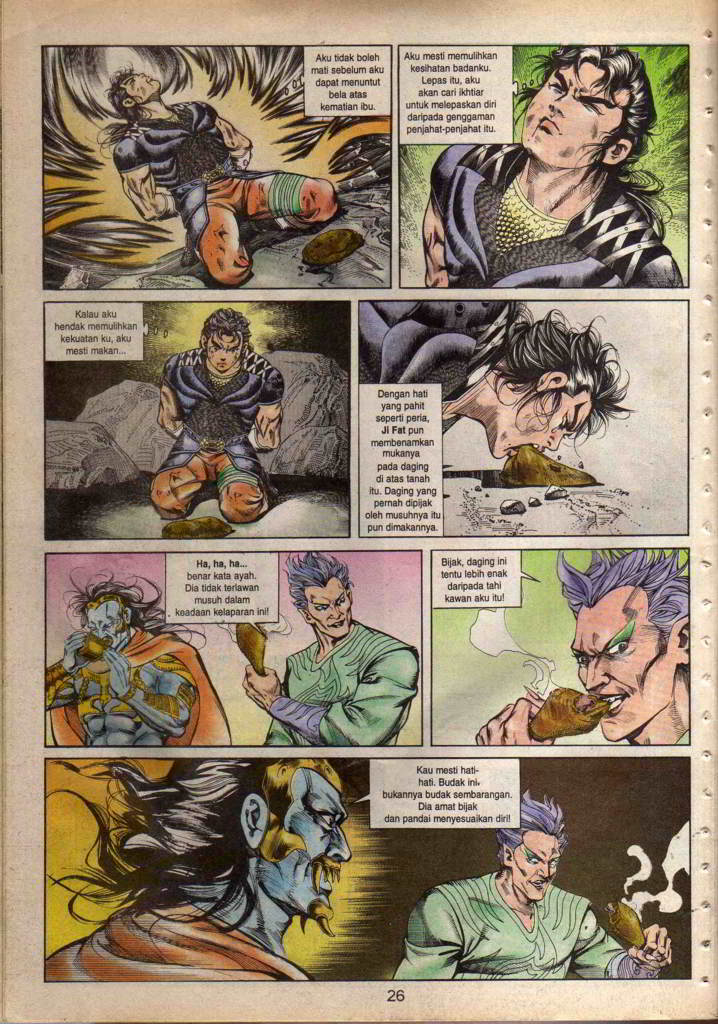 Aku tidak boleh
mati sebelum aku
dapat menuntut
bela atas
kematian ibu.
Aku mesti memulihkan
kesihatan badanku.
Lepas itu, aku
akan cari ikhtiar
untuk melepaskan diri
daripada genggaman
penjahat-penjahat itu.
Kalau aku
hendak memulihkan
kekuatan ku, aku
mesti makan...
Dengan hati
yang pahit
seperti peria,
Ji Fat pun
membenamkan
mukanya
pada daging
di atas tanah
itu. Daging yang
pernah dipijak
oleh musuhnya itu
pun dimakannya.
Ha, ha, ha...
benar kata ayah.
Dia tidak terlawan
musuh dalam
keadaan kelaparan ini!
Bijak, daging ini
tentu lebih enak
daripada tahi
kawan aku itu!
Kau mesti hati-
hati. Budak ini
bukannya budak sembarangan.
Dia amat bijak
dan pandai menyesuaikan diri!
26